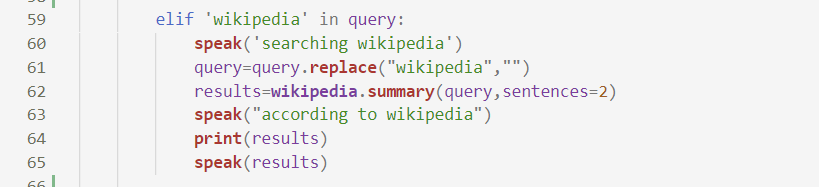 59 elif 'wikipedia' in query:
60 speak('searching wikipedia')
61 query=query.replace("wikipedia","")
62 results=wikipedia.summary(query,sentences=2)
63 speak("according to wikipedia")
64 print(results)
65 speak(results)